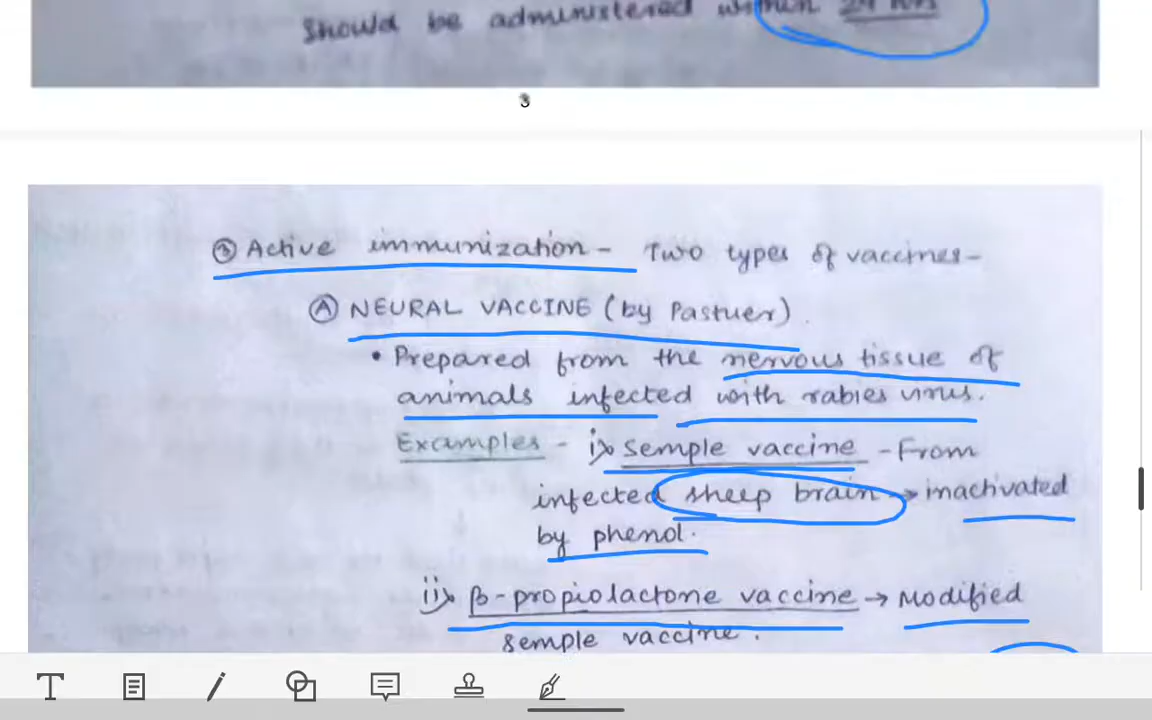 Should be administered within 24 hrs
3
③ Active immunization - Two types of vaccines-
Ⓐ NEURAL VACCINE (by Pastuer).
• Prepared from the nervous tissue of
animals infected with rabies virus.
Examples - i> Semple vaccine - From
infected sheep brain → inactivated
by phenol.
ii> β-propiolactone vaccine → Modified
semple vaccine.
T